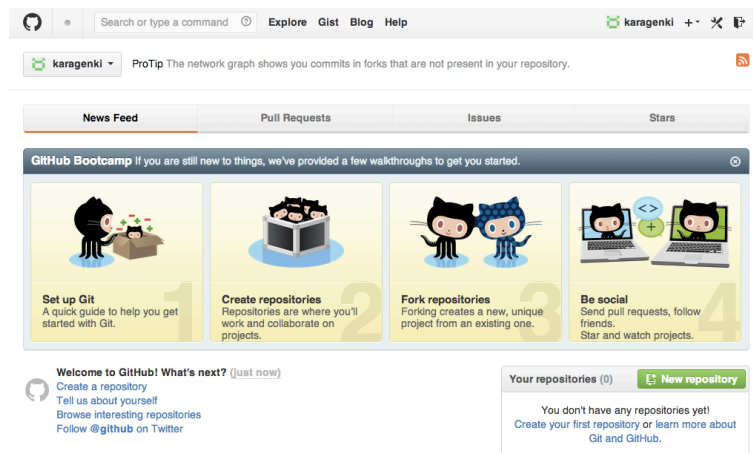 Search or type a command
Explore Gist Blog Help
karagenki
karagenki
ProTip The network graph shows you commits in forks that are not present in your repository.
News Feed
Pull Requests
Issues
Stars
GitHub Bootcamp If you are still new to things, we've provided a few walkthroughs to get you started.
1
Set up Git
A quick guide to help you get
started with Git.
2
Create repositories
Repositories are where you'll
work and collaborate on
projects.
3
Fork repositories
Forking creates a new, unique
project from an existing one.
4
Be social
Send pull requests, follow
friends.
Star and watch projects.
Welcome to GitHub! What's next? (just now)
Create a repository
Tell us about yourself
Browse interesting repositories
Follow @github on Twitter
Your repositories (0)
New repository
You don't have any repositories yet!
Create your first repository or learn more about
Git and GitHub.